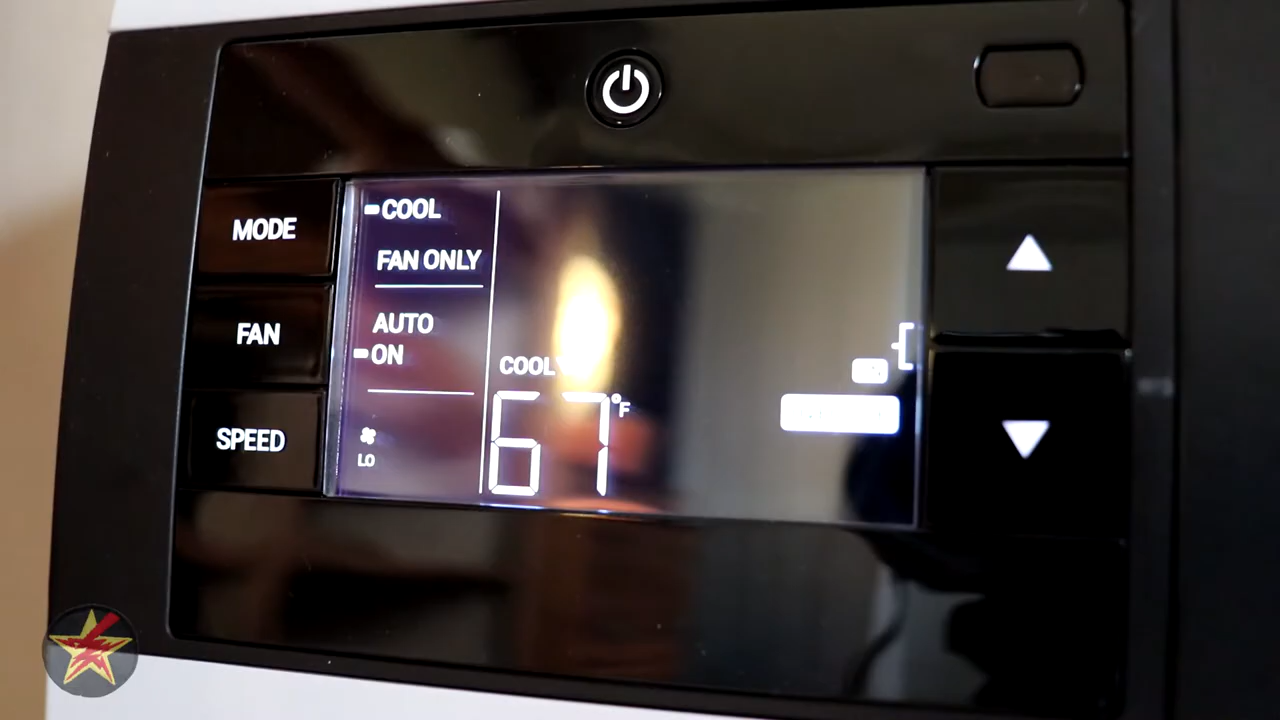 MODE
FAN
SPEED
COOL
FAN ONLY
AUTO
ON
LO
COOL
67°F